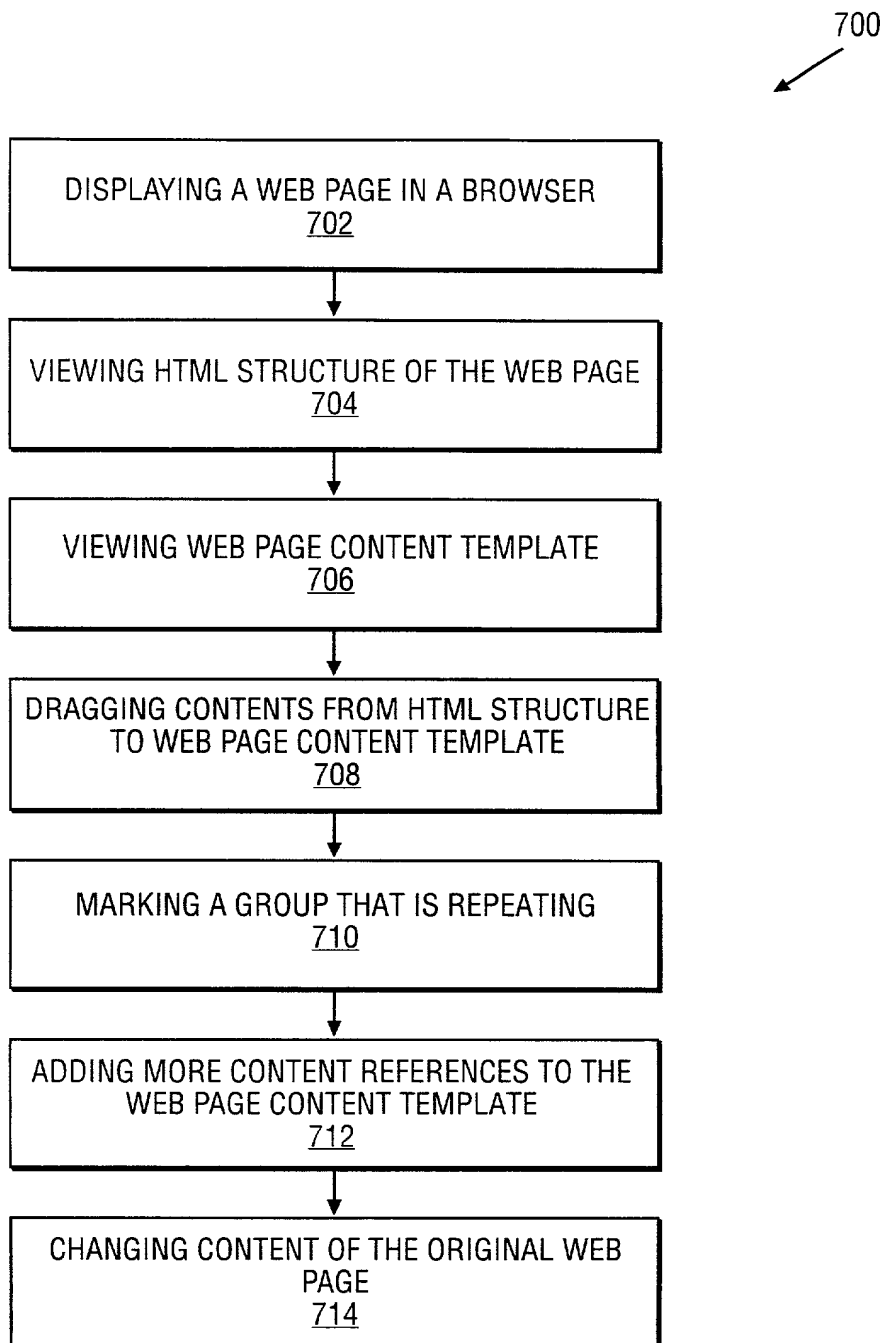 700
DISPLAYING A WEB PAGE IN A BROWSER
702
VIEWING HTML STRUCTURE OF THE WEB PAGE
704
VIEWING WEB PAGE CONTENT TEMPLATE
706
DRAGGING CONTENTS FROM HTML STRUCTURE
TO WEB PAGE CONTENT TEMPLATE
708
MARKING A GROUP THAT IS REPEATING
710
ADDING MORE CONTENT REFERENCES TO THE
WEB PAGE CONTENT TEMPLATE
712
CHANGING CONTENT OF THE ORIGINAL WEB
PAGE
714